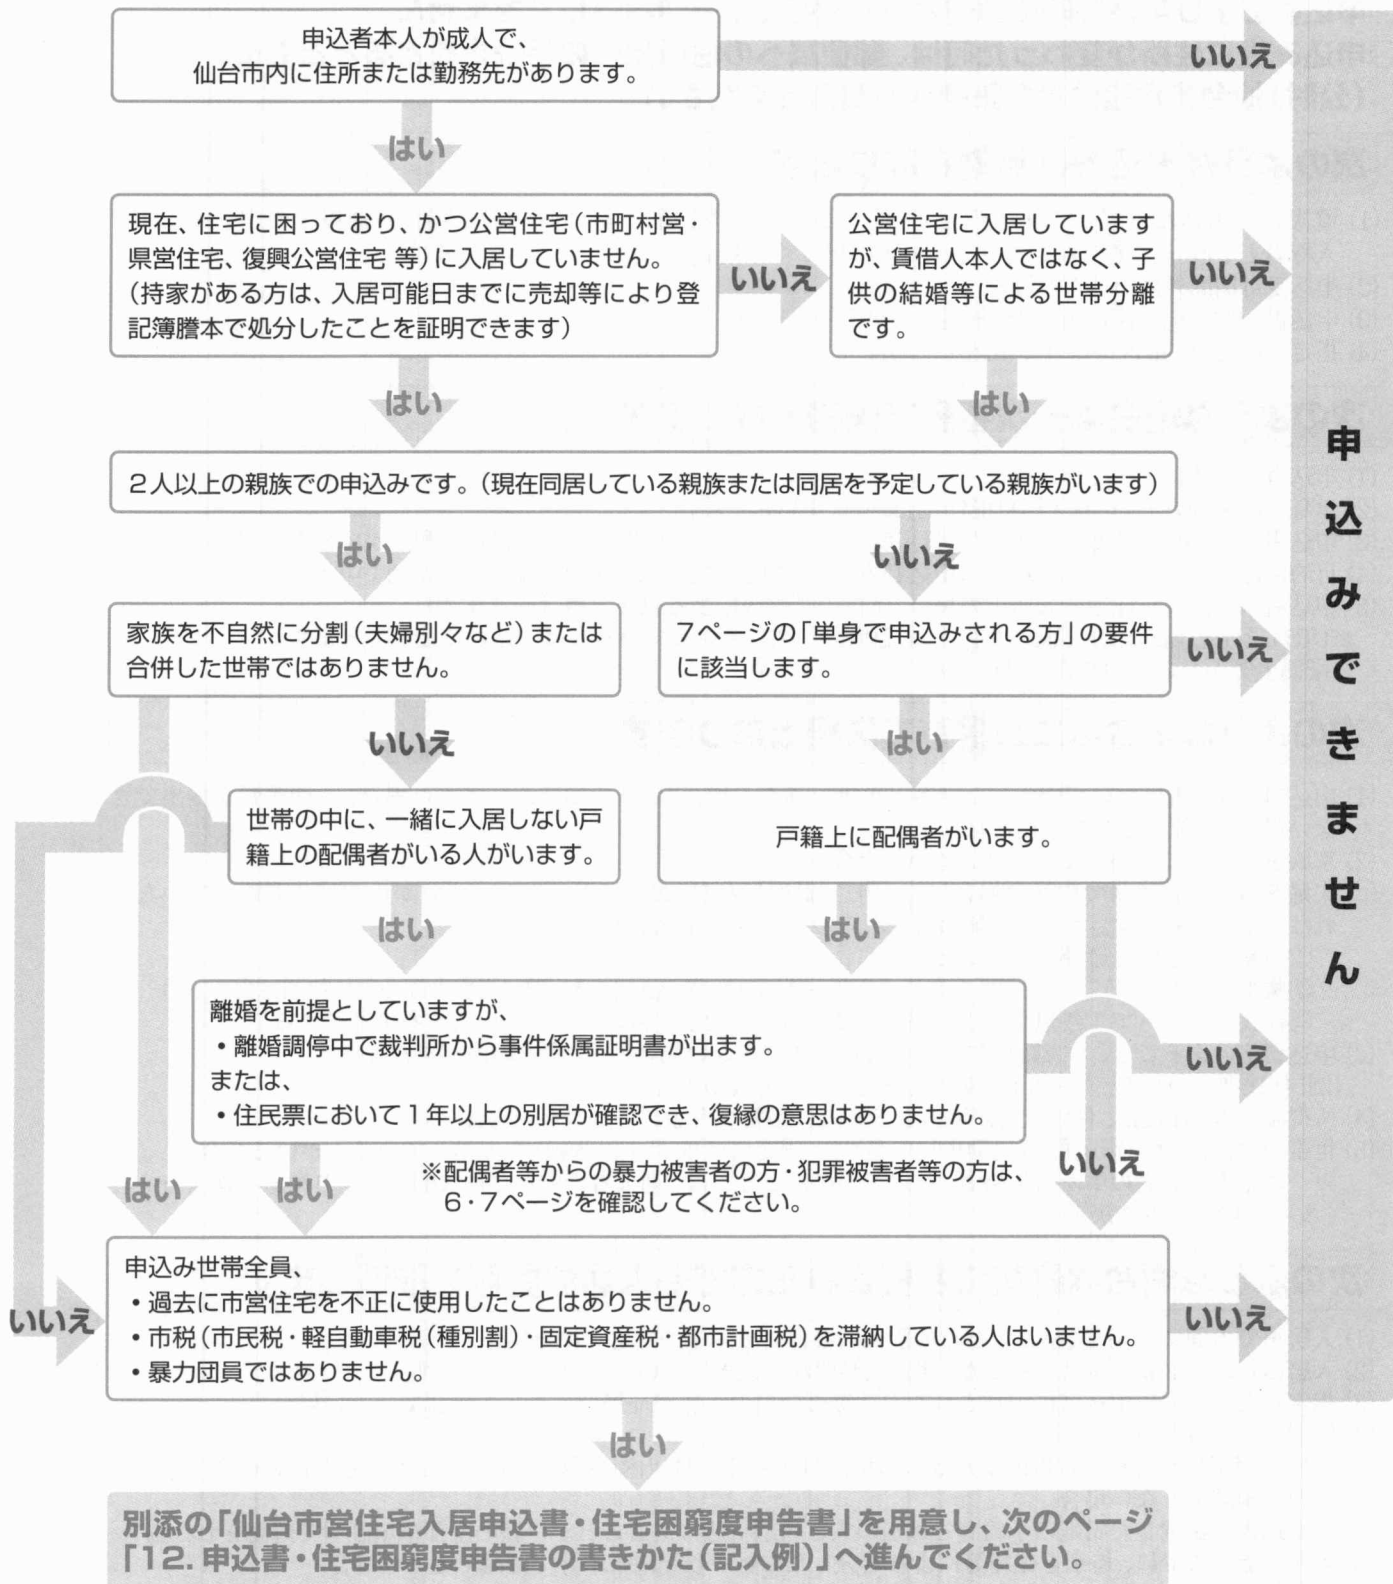 申込者本人が成人で、
仙台市内に住所または勤務先があります。
いいえ
はい
現在、住宅に困っており、かつ公営住宅(市町村営・
県営住宅、復興公営住宅 等)に入居していません。
(持家がある方は、入居可能日までに売却等により登
記簿謄本で処分したことを証明できます)
いいえ
公営住宅に入居しています
が、賃借人本人ではなく、子
供の結婚等による世帯分離
です。
いいえ
はい
はい
2人以上の親族での申込みです。(現在同居している親族または同居を予定している親族がいます)
はい
いいえ
家族を不自然に分割(夫婦別々など)または
合併した世帯ではありません。
7ページの「単身で申込みされる方」の要件
に該当します。
いいえ
いいえ
はい
世帯の中に、一緒に入居しない戸
籍上の配偶者がいる人がいます。
戸籍上に配偶者がいます。
はい
はい
離婚を前提としていますが、
・離婚調停中で裁判所から事件係属証明書が出ます。
または、
・住民票において1年以上の別居が確認でき、復縁の意思はありません。
いいえ
※配偶者等からの暴力被害者の方・犯罪被害者等の方は、
6・7ページを確認してください。
いいえ
はい
はい
申込み世帯全員、
・過去に市営住宅を不正に使用したことはありません。
・市税(市民税・軽自動車税(種別割)・固定資産税・都市計画税)を滞納している人はいません。
・暴力団員ではありません。
いいえ
いいえ
はい
別添の「仙台市営住宅入居申込書・住宅困窮度申告書」を用意し、次のページ
「12. 申込書・住宅困窮度申告書の書きかた(記入例)」へ進んでください。
申込みできません